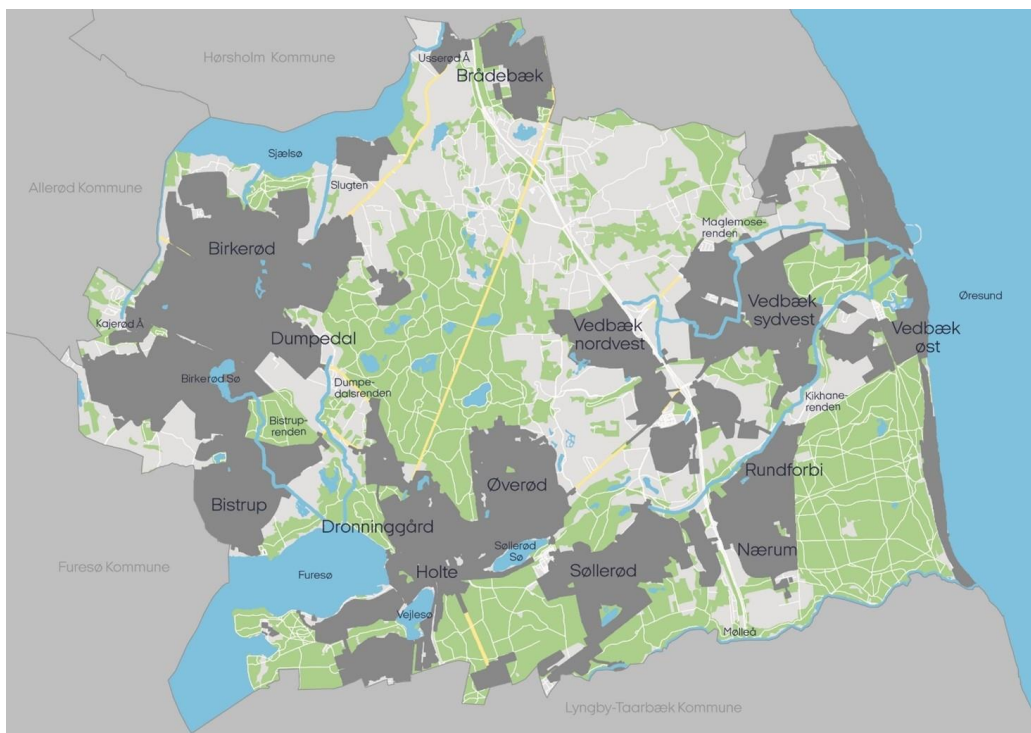 Hørsholm Kommune
Usserød Å
Brådebæk
Sjælsø
Allerød Kommune
Slugten
Maglemose-
renden
Birkerød
Øresund
Vedbæk
sydvest
Kajerød Å
Vedbæk
nordvest
Vedbæk
øst
Dumpedal
Birkerød Sø
Dumpe-
dalsrenden
Kikhane-
renden
Bistrup-
renden
Rundforbi
Øverød
Bistrup
Dronninggård
Nærum
Søllerød
Sø
Furesø Kommune
Furesø
Holte
Søllerød
Vejlesø
Mølleå
Lyngby-Taarbæk Kommune